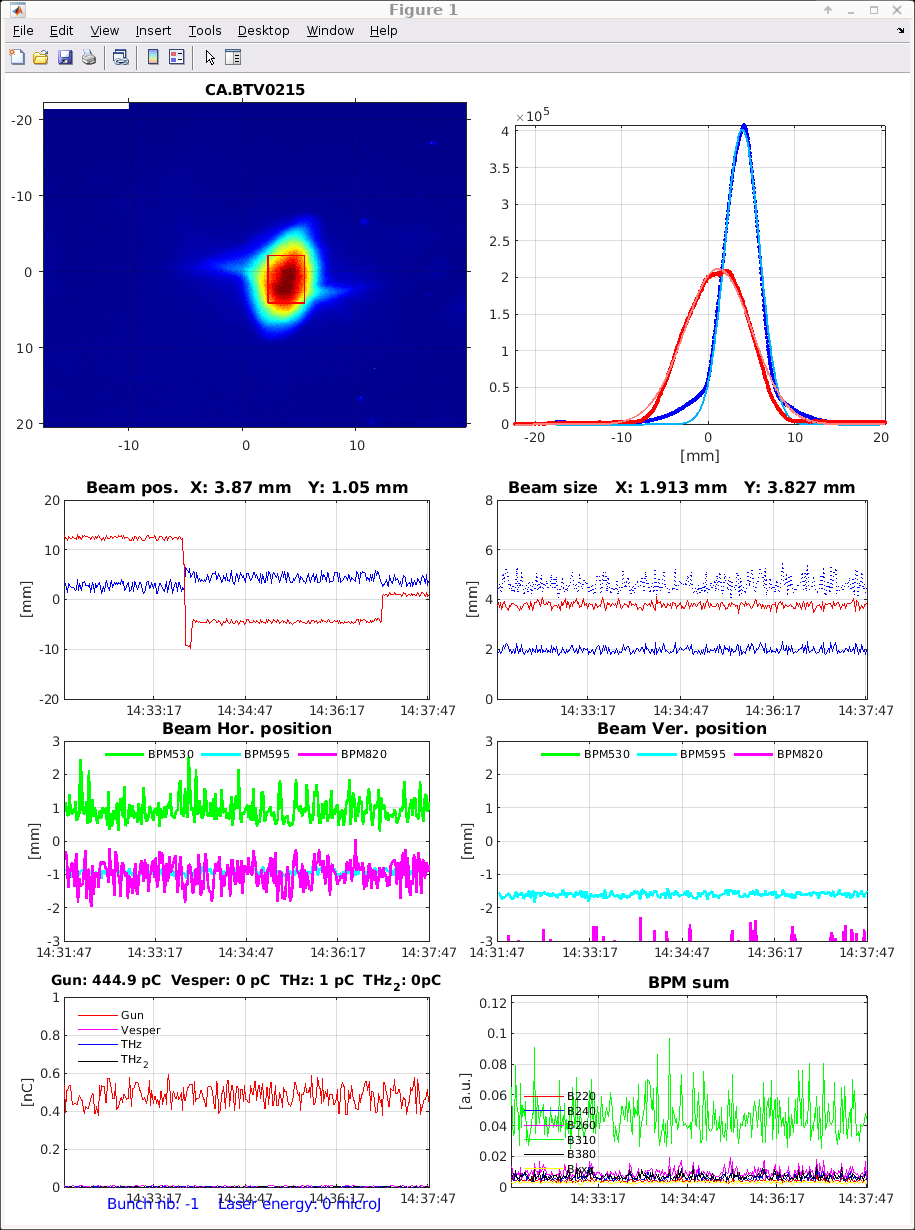 Figure 1
File Edit View Insert Tools Desktop Window Help
CA.BTV0215
-20
-10
0
10
20
-10 0 10
×10⁵
4
3.5
3
2.5
2
1.5
1
0.5
0
-20 -10 0 10 20
[mm]
Beam pos. X: 3.87 mm Y: 1.05 mm
20
10
0
-10
-20
[mm]
14:33:17 14:34:47 14:36:17 14:37:47
Beam size X: 1.913 mm Y: 3.827 mm
8
6
4
2
0
[mm]
14:33:17 14:34:47 14:36:17 14:37:47
Beam Hor. position
BPM530 BPM595 BPM820
3
2
1
0
-1
-2
-3
[mm]
14:31:47 14:33:17 14:34:47 14:36:17 14:37:47
Beam Ver. position
BPM530 BPM595 BPM820
3
2
1
0
-1
-2
-3
[mm]
14:31:47 14:33:17 14:34:47 14:36:17 14:37:47
Gun: 444.9 pC Vesper: 0 pC THz: 1 pC THz₂: 0pC
1
0.8
0.6
0.4
0.2
0
[nC]
Gun
Vesper
THz
THz₂
14:33:17 14:34:47 14:36:17 14:37:47
Bunch nb: -1 Laser energy: 0 microJ
BPM sum
0.12
0.1
0.08
0.06
0.04
0.02
0
[a.u.]
B220
B240
B260
B310
B380
14:33:17 14:34:47 14:36:17 14:37:47